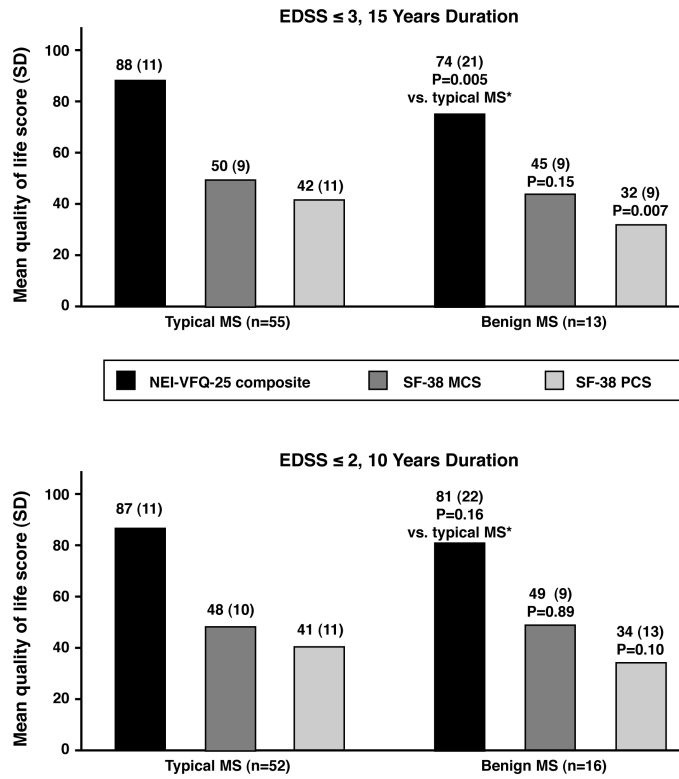 EDSS ≤ 3, 15 Years Duration
Mean quality of life score (SD)
100
80
60
40
20
0
88 (11)
50 (9)
42 (11)
74 (21)
P=0.005
vs. typical MS*
45 (9)
P=0.15
32 (9)
P=0.007
Typical MS (n=55)
Benign MS (n=13)
NEI-VFQ-25 composite
SF-38 MCS
SF-38 PCS
EDSS ≤ 2, 10 Years Duration
Mean quality of life score (SD)
100
80
60
40
20
0
87 (11)
48 (10)
41 (11)
81 (22)
P=0.16
vs. typical MS*
49 (9)
P=0.89
34 (13)
P=0.10
Typical MS (n=52)
Benign MS (n=16)